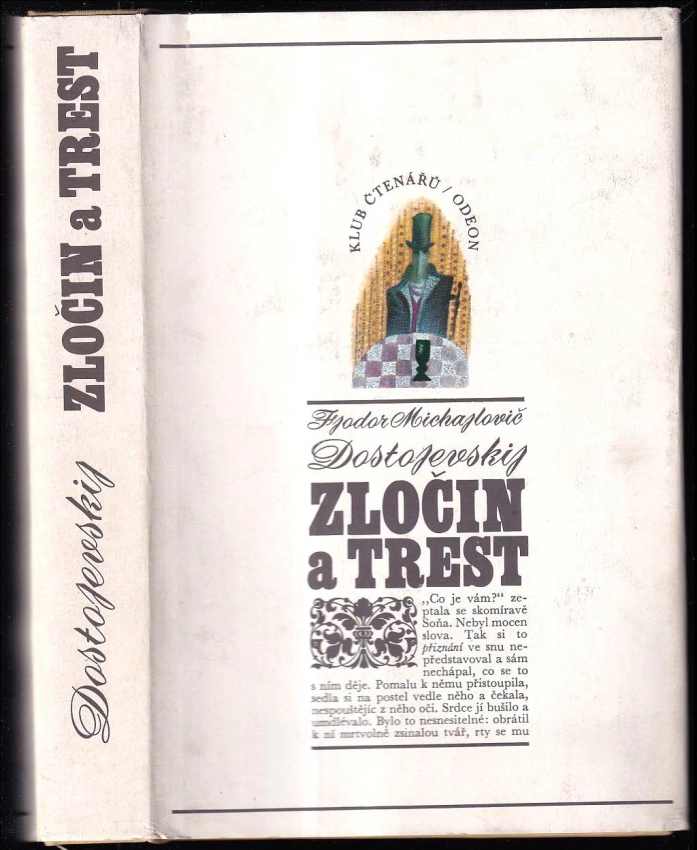 Dostojevskij ZLOČIN a TREST
KLUB ČTENÁŘŮ / ODEON
Fjodor Michajlovič
Dostojevskij
ZLOČIN
a TREST
„Co je vám?“ ze-
ptala se skomíravě
Soňa. Nebyl mocen
slova. Tak si to
přiznání ve snu ne-
představoval a sám
nechápal, co se to
s ním děje. Pomalu k němu přistoupila,
sedla si na postel vedle něho a čekala,
nespouštějíc z něho oči. Srdce jí bušilo a
umdlévalo. Bylo to nesnesitelné: obrátil
k ní mrtvolně zsinalou tvář, rty se mu